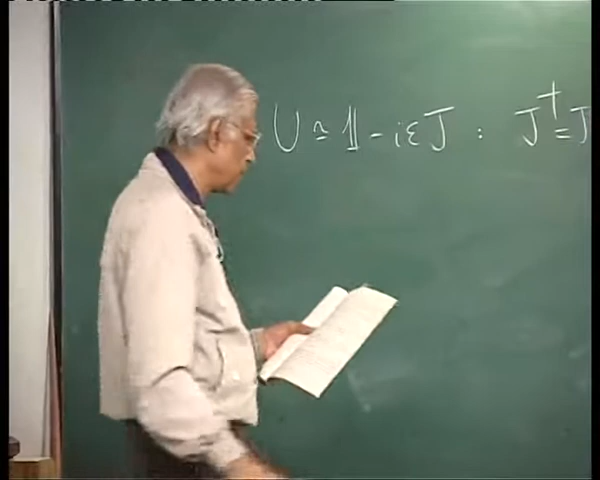 U ≃ 𝟙 - iεJ : J† = J